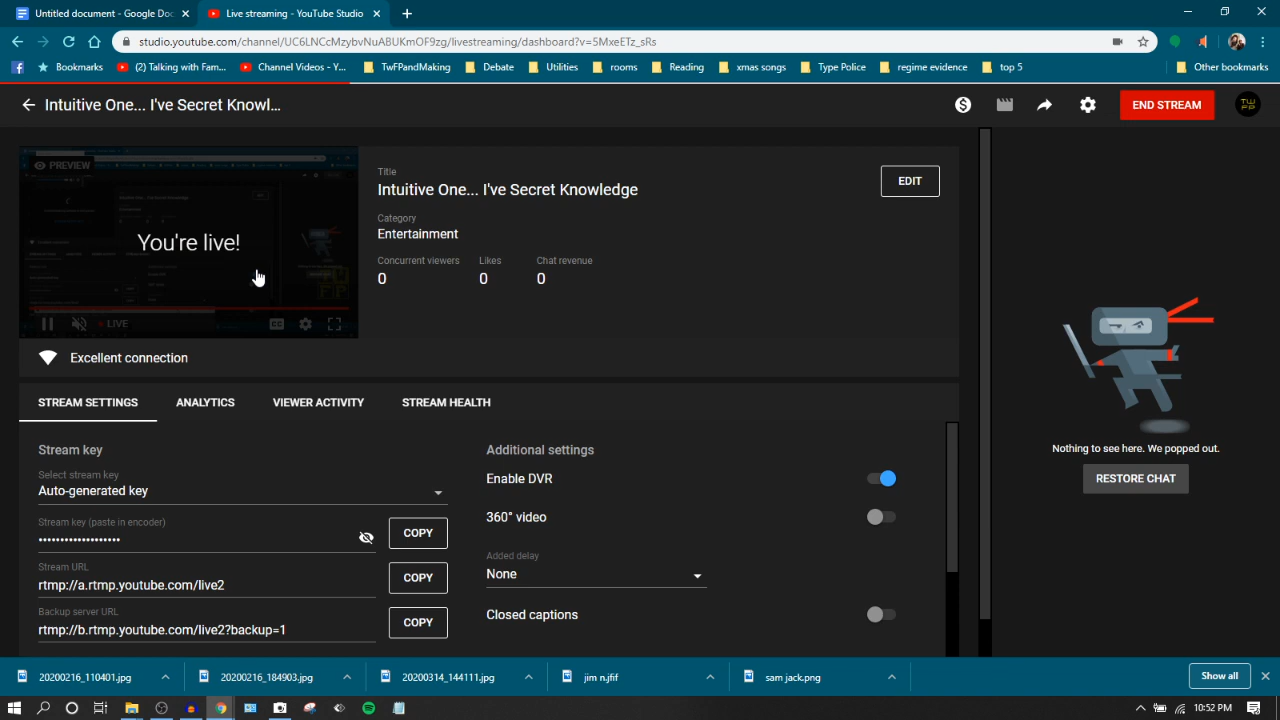 Untitled document - Google Doc
Live streaming - YouTube Studio
studio.youtube.com/channel/UC6LNCcMzybvNuABUKmOF9zg/livestreaming/dashboard?v=5MxeETz_sRs
Bookmarks
(2) Talking with Fam...
Channel Videos - Y...
TwFPandMaking
Debate
Utilities
rooms
Reading
xmas songs
Type Police
regime evidence
top 5
Other bookmarks
Intuitive One... I've Secret Knowl...
END STREAM
TW
FP
PREVIEW
You're live!
LIVE
CC
Title
Intuitive One... I've Secret Knowledge
EDIT
Category
Entertainment
Concurrent viewers
Likes
Chat revenue
0
0
0
Excellent connection
STREAM SETTINGS
ANALYTICS
VIEWER ACTIVITY
STREAM HEALTH
Stream key
Select stream key
Auto-generated key
Stream key (paste in encoder)
••••••••••••••••••••
COPY
Stream URL
rtmp://a.rtmp.youtube.com/live2
COPY
Backup server URL
rtmp://b.rtmp.youtube.com/live2?backup=1
COPY
Additional settings
Enable DVR
360° video
Added delay
None
Closed captions
Nothing to see here. We popped out.
RESTORE CHAT
20200216_110401.jpg
20200216_184903.jpg
20200314_144111.jpg
jim n.jfif
sam jack.png
Show all
10:52 PM